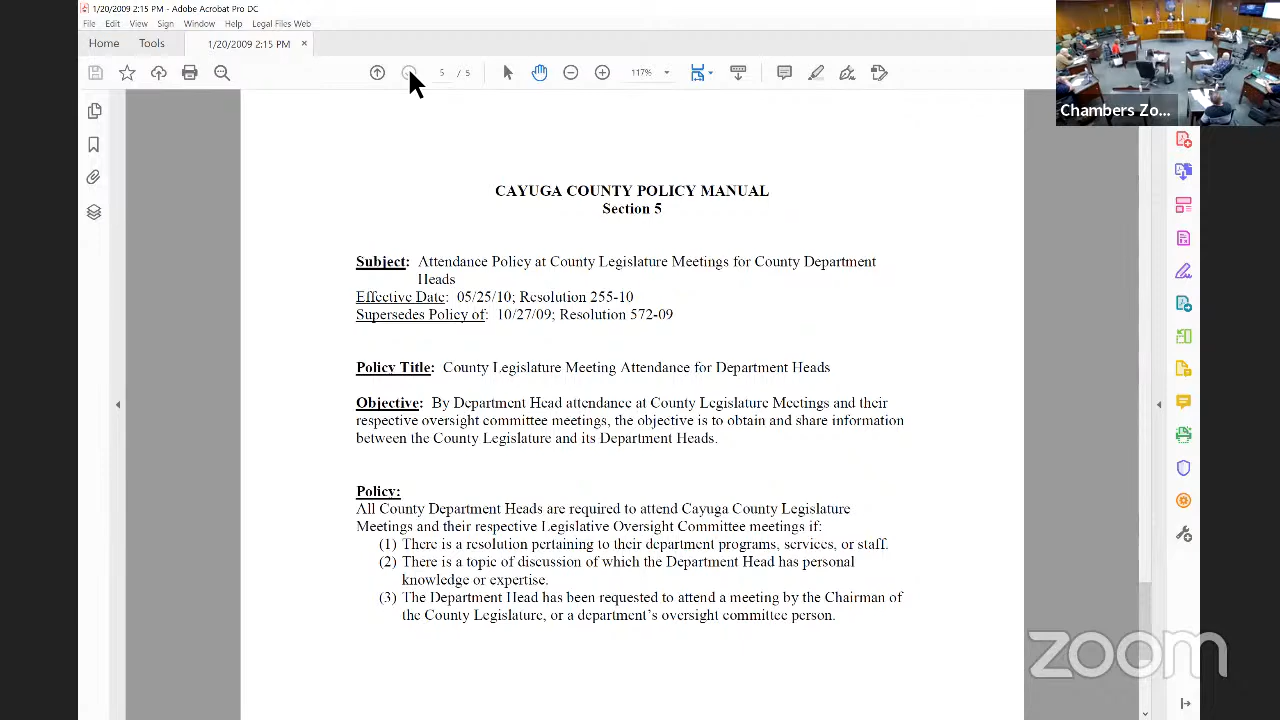 1/20/2009 2:15 PM - Adobe Acrobat Pro DC
File Edit View Sign Window Help Legal Files Web
Home Tools 1/20/2009 2:15 PM ×
5 / 5 117%
Chambers Zo...
CAYUGA COUNTY POLICY MANUAL
Section 5
Subject: Attendance Policy at County Legislature Meetings for County Department
Heads
Effective Date: 05/25/10; Resolution 255-10
Supersedes Policy of: 10/27/09; Resolution 572-09
Policy Title: County Legislature Meeting Attendance for Department Heads
Objective: By Department Head attendance at County Legislature Meetings and their
respective oversight committee meetings, the objective is to obtain and share information
between the County Legislature and its Department Heads.
Policy:
All County Department Heads are required to attend Cayuga County Legislature
Meetings and their respective Legislative Oversight Committee meetings if:
(1) There is a resolution pertaining to their department programs, services, or staff.
(2) There is a topic of discussion of which the Department Head has personal
knowledge or expertise.
(3) The Department Head has been requested to attend a meeting by the Chairman of
the County Legislature, or a department's oversight committee person.
zoom